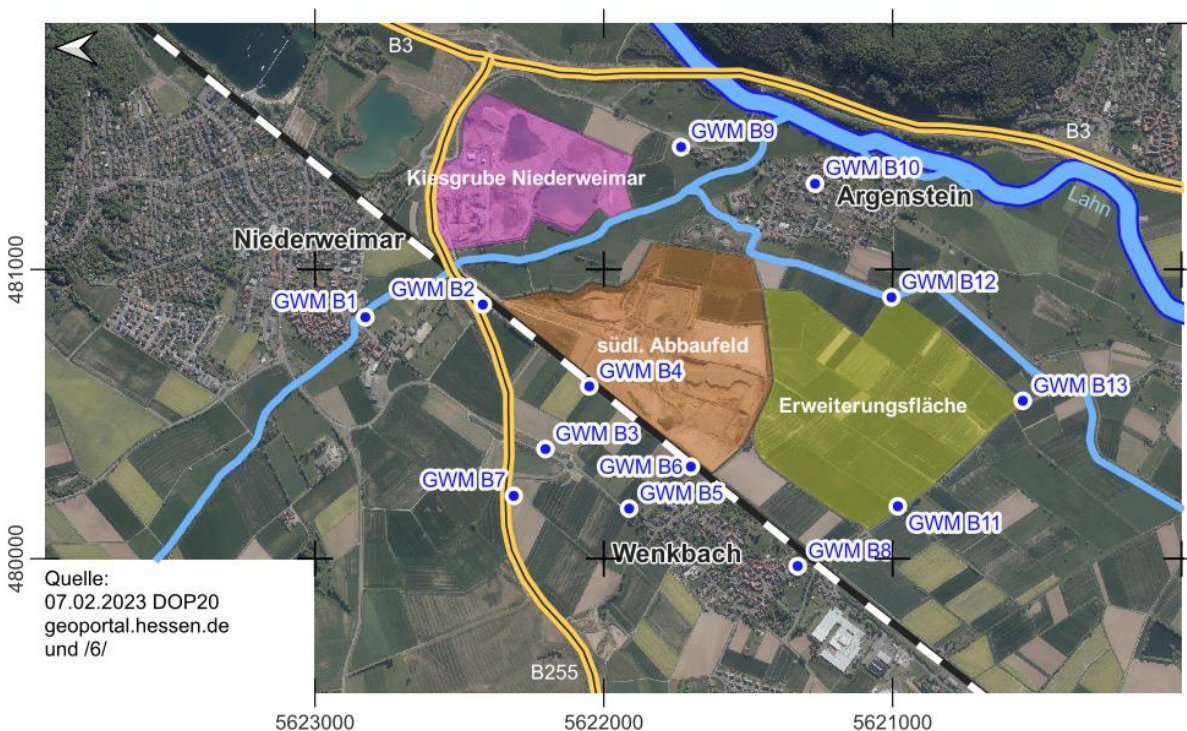 B3
GWM B9
B3
GWM B10
Kiesgrube Niederweimar
Argenstein
Lahn
Niederweimar
481000
GWM B1
GWM B2
GWM B12
südl. Abbaufeld
GWM B4
Erweiterungsfläche
GWM B13
GWM B3
GWM B6
GWM B7
GWM B5
GWM B11
Wenkbach
GWM B8
480000
Quelle:
07.02.2023 DOP20
geoportal.hessen.de
und /6/
B255
5623000
5622000
5621000